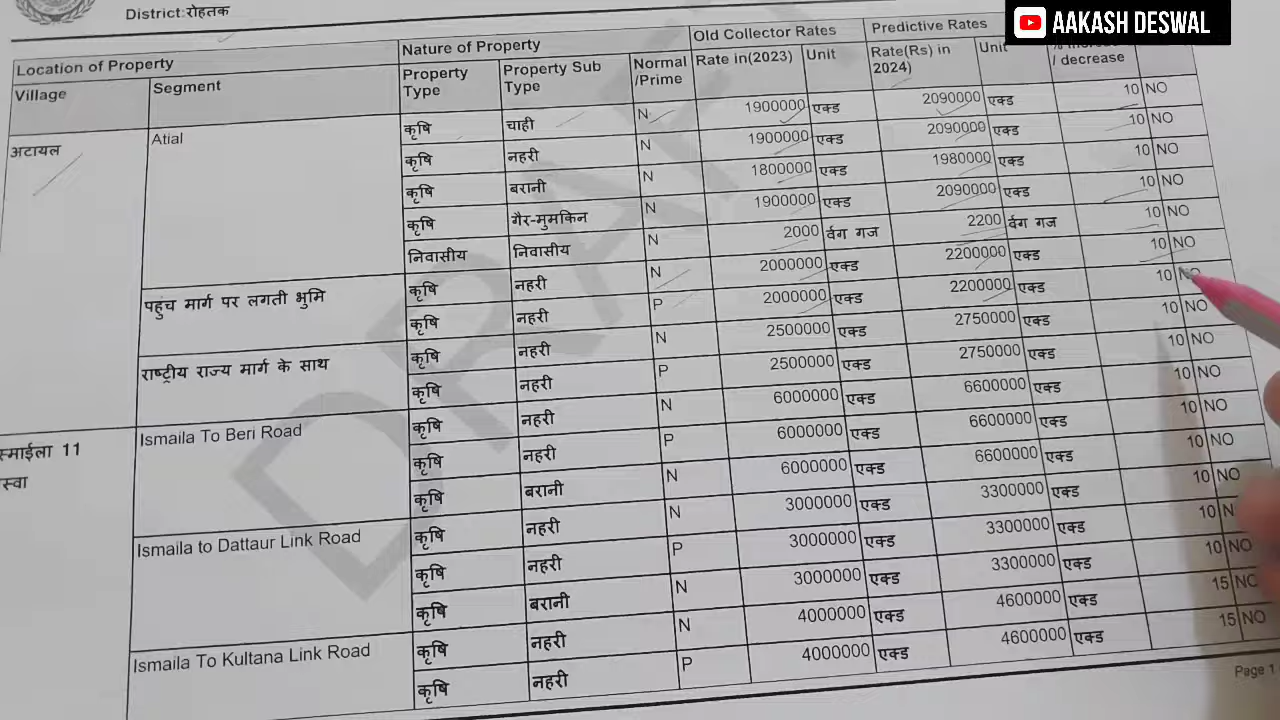 AAKASH DESWAL
District:रोहतक
Location of Property Nature of Property Old Collector Rates Predictive Rates
Village Segment Property Type Property Sub Type Normal /Prime Rate in(2023) Unit Rate(Rs) in 2024) Unit / decrease
अटायल Atial कृषि चाही N 1900000 एक्ड 2090000 एक्ड 10 NO
कृषि नहरी N 1900000 एक्ड 2090000 एक्ड 10 NO
कृषि बरानी N 1800000 एक्ड 1980000 एक्ड 10 NO
कृषि गैर-मुमकिन N 1900000 एक्ड 2090000 एक्ड 10 NO
निवासीय निवासीय N 2000 र्वग गज 2200 र्वग गज 10 NO
पहुंच मार्ग पर लगती भुमि कृषि नहरी N 2000000 एक्ड 2200000 एक्ड 10 NO
कृषि नहरी P 2000000 एक्ड 2200000 एक्ड 10 NO
राष्ट्रीय राज्य मार्ग के साथ कृषि नहरी N 2500000 एक्ड 2750000 एक्ड 10 NO
कृषि नहरी P 2500000 एक्ड 2750000 एक्ड 10 NO
स्माईला 11 स्वा Ismaila To Beri Road कृषि नहरी N 6000000 एक्ड 6600000 एक्ड 10 NO
कृषि नहरी P 6000000 एक्ड 6600000 एक्ड 10 NO
कृषि बरानी N 6000000 एक्ड 6600000 एक्ड 10 NO
Ismaila to Dattaur Link Road कृषि नहरी N 3000000 एक्ड 3300000 एक्ड 10 NO
कृषि नहरी P 3000000 एक्ड 3300000 एक्ड 10 N
कृषि बरानी N 3000000 एक्ड 3300000 एक्ड 10 NO
Ismaila To Kultana Link Road कृषि नहरी N 4000000 एक्ड 4600000 एक्ड 15 NO
कृषि नहरी P 4000000 एक्ड 4600000 एक्ड 15 NO
Page 1
DRAF